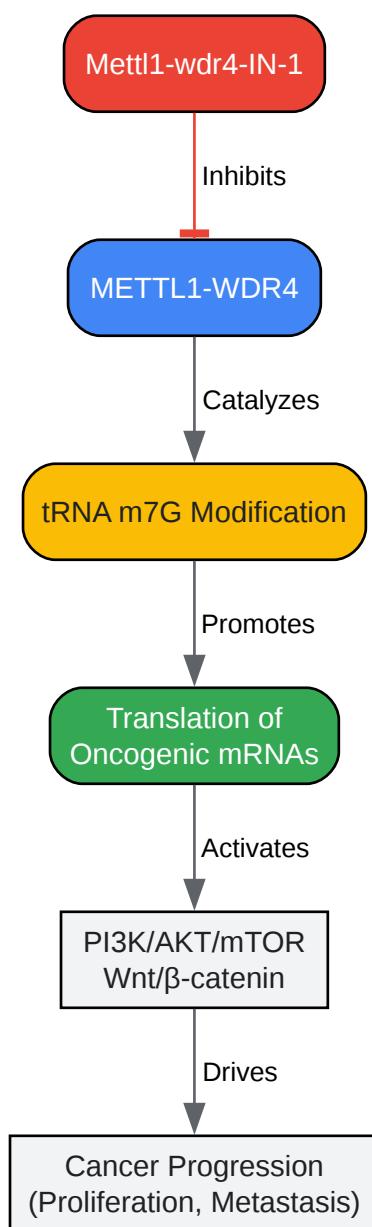 Mettl1-wdr4-IN-1
Inhibits
METTL1-WDR4
Catalyzes
tRNA m7G Modification
Promotes
Translation of
Oncogenic mRNAs
Activates
PI3K/AKT/mTOR
Wnt/β-catenin
Drives
Cancer Progression
(Proliferation, Metastasis)